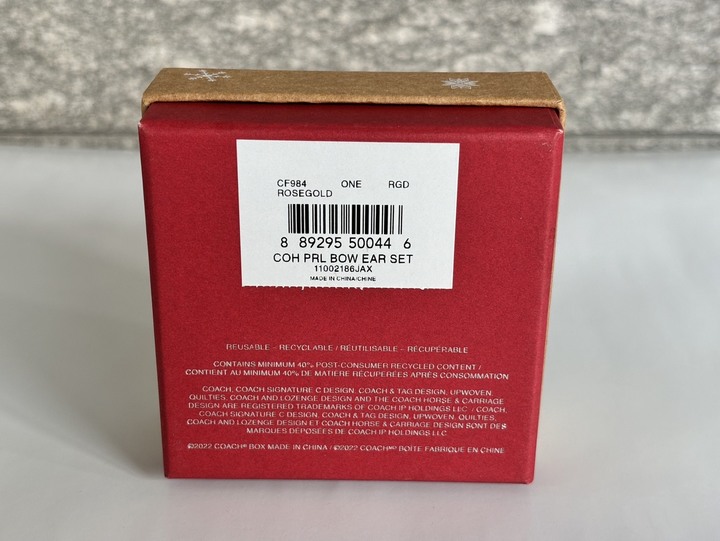 CF984 ONE RGD
ROSEGOLD
8 89295 50044 6
COH PRL BOW EAR SET
11002186JAX
MADE IN CHINA/CHINE
REUSABLE – RECYCLABLE / RÉUTILISABLE – RÉCUPÉRABLE
CONTAINS MINIMUM 40% POST-CONSUMER RECYCLED CONTENT /
CONTIENT AU MINIMUM 40% DE MATIÈRE RÉCUPÉRÉES APRÈS CONSOMMATION
COACH, COACH SIGNATURE C DESIGN, COACH & TAG DESIGN, UPWOVEN,
QUILTIES, COACH AND LOZENGE DESIGN AND THE COACH HORSE & CARRIAGE
DESIGN ARE REGISTERED TRADEMARKS OF COACH IP HOLDINGS LLC / COACH,
COACH SIGNATURE C DESIGN, COACH & TAG DESIGN, UPWOVEN, QUILTIES,
COACH AND LOZENGE DESIGN ET COACH HORSE & CARRIAGE DESIGN SONT DES
MARQUES DÉPOSÉES DE COACH IP HOLDINGS LLC
©2022 COACH® BOX MADE IN CHINA / ©2022 COACH® BOÎTE FABRIQUÉ EN CHINE